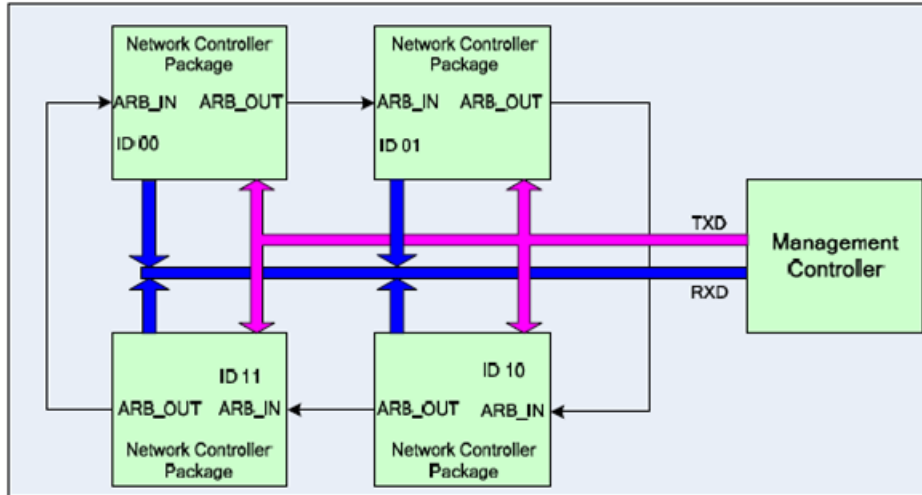 Network Controller
Package
ARB_IN ARB_OUT
ID 00
Network Controller
Package
ARB_IN ARB_OUT
ID 01
TXD
RXD
Management
Controller
ID 11
ARB_OUT ARB_IN
Network Controller
Package
ID 10
ARB_OUT ARB_IN
Network Controller
Package